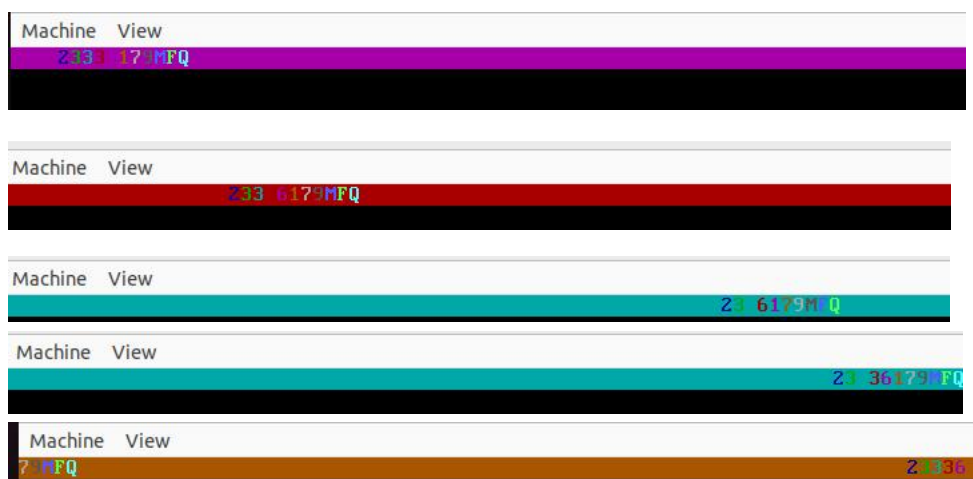 Machine View
2333 179MFQ
Machine View
233 6179MFQ
Machine View
23 6179MFQ
Machine View
23 36179MFQ
Machine View
79MFQ 23336